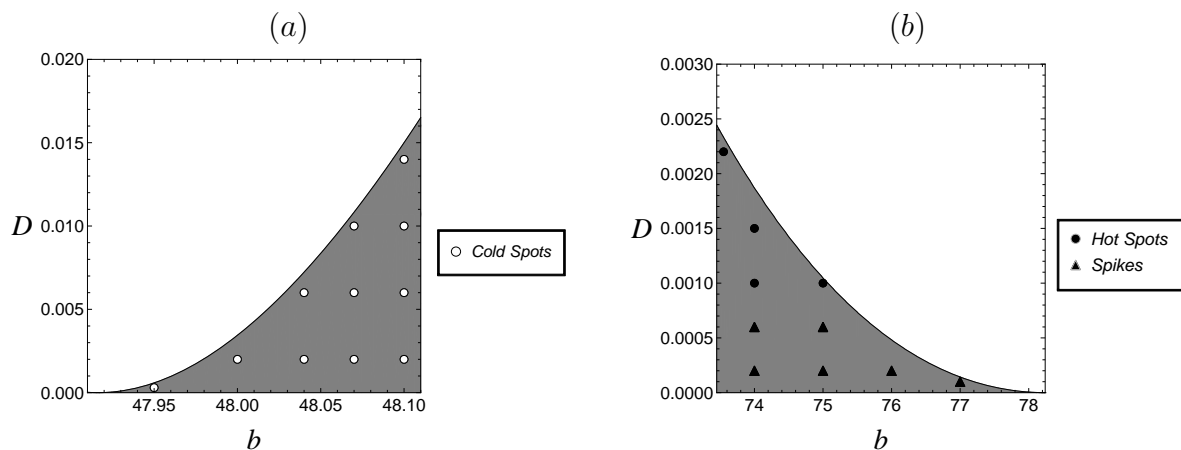 (a)
0.020
0.015
D 0.010
0.005
0.000
47.95 48.00 48.05 48.10
b
Cold Spots
(b)
0.0030
0.0025
0.0020
D 0.0015
0.0010
0.0005
0.0000
74 75 76 77 78
b
Hot Spots
Spikes